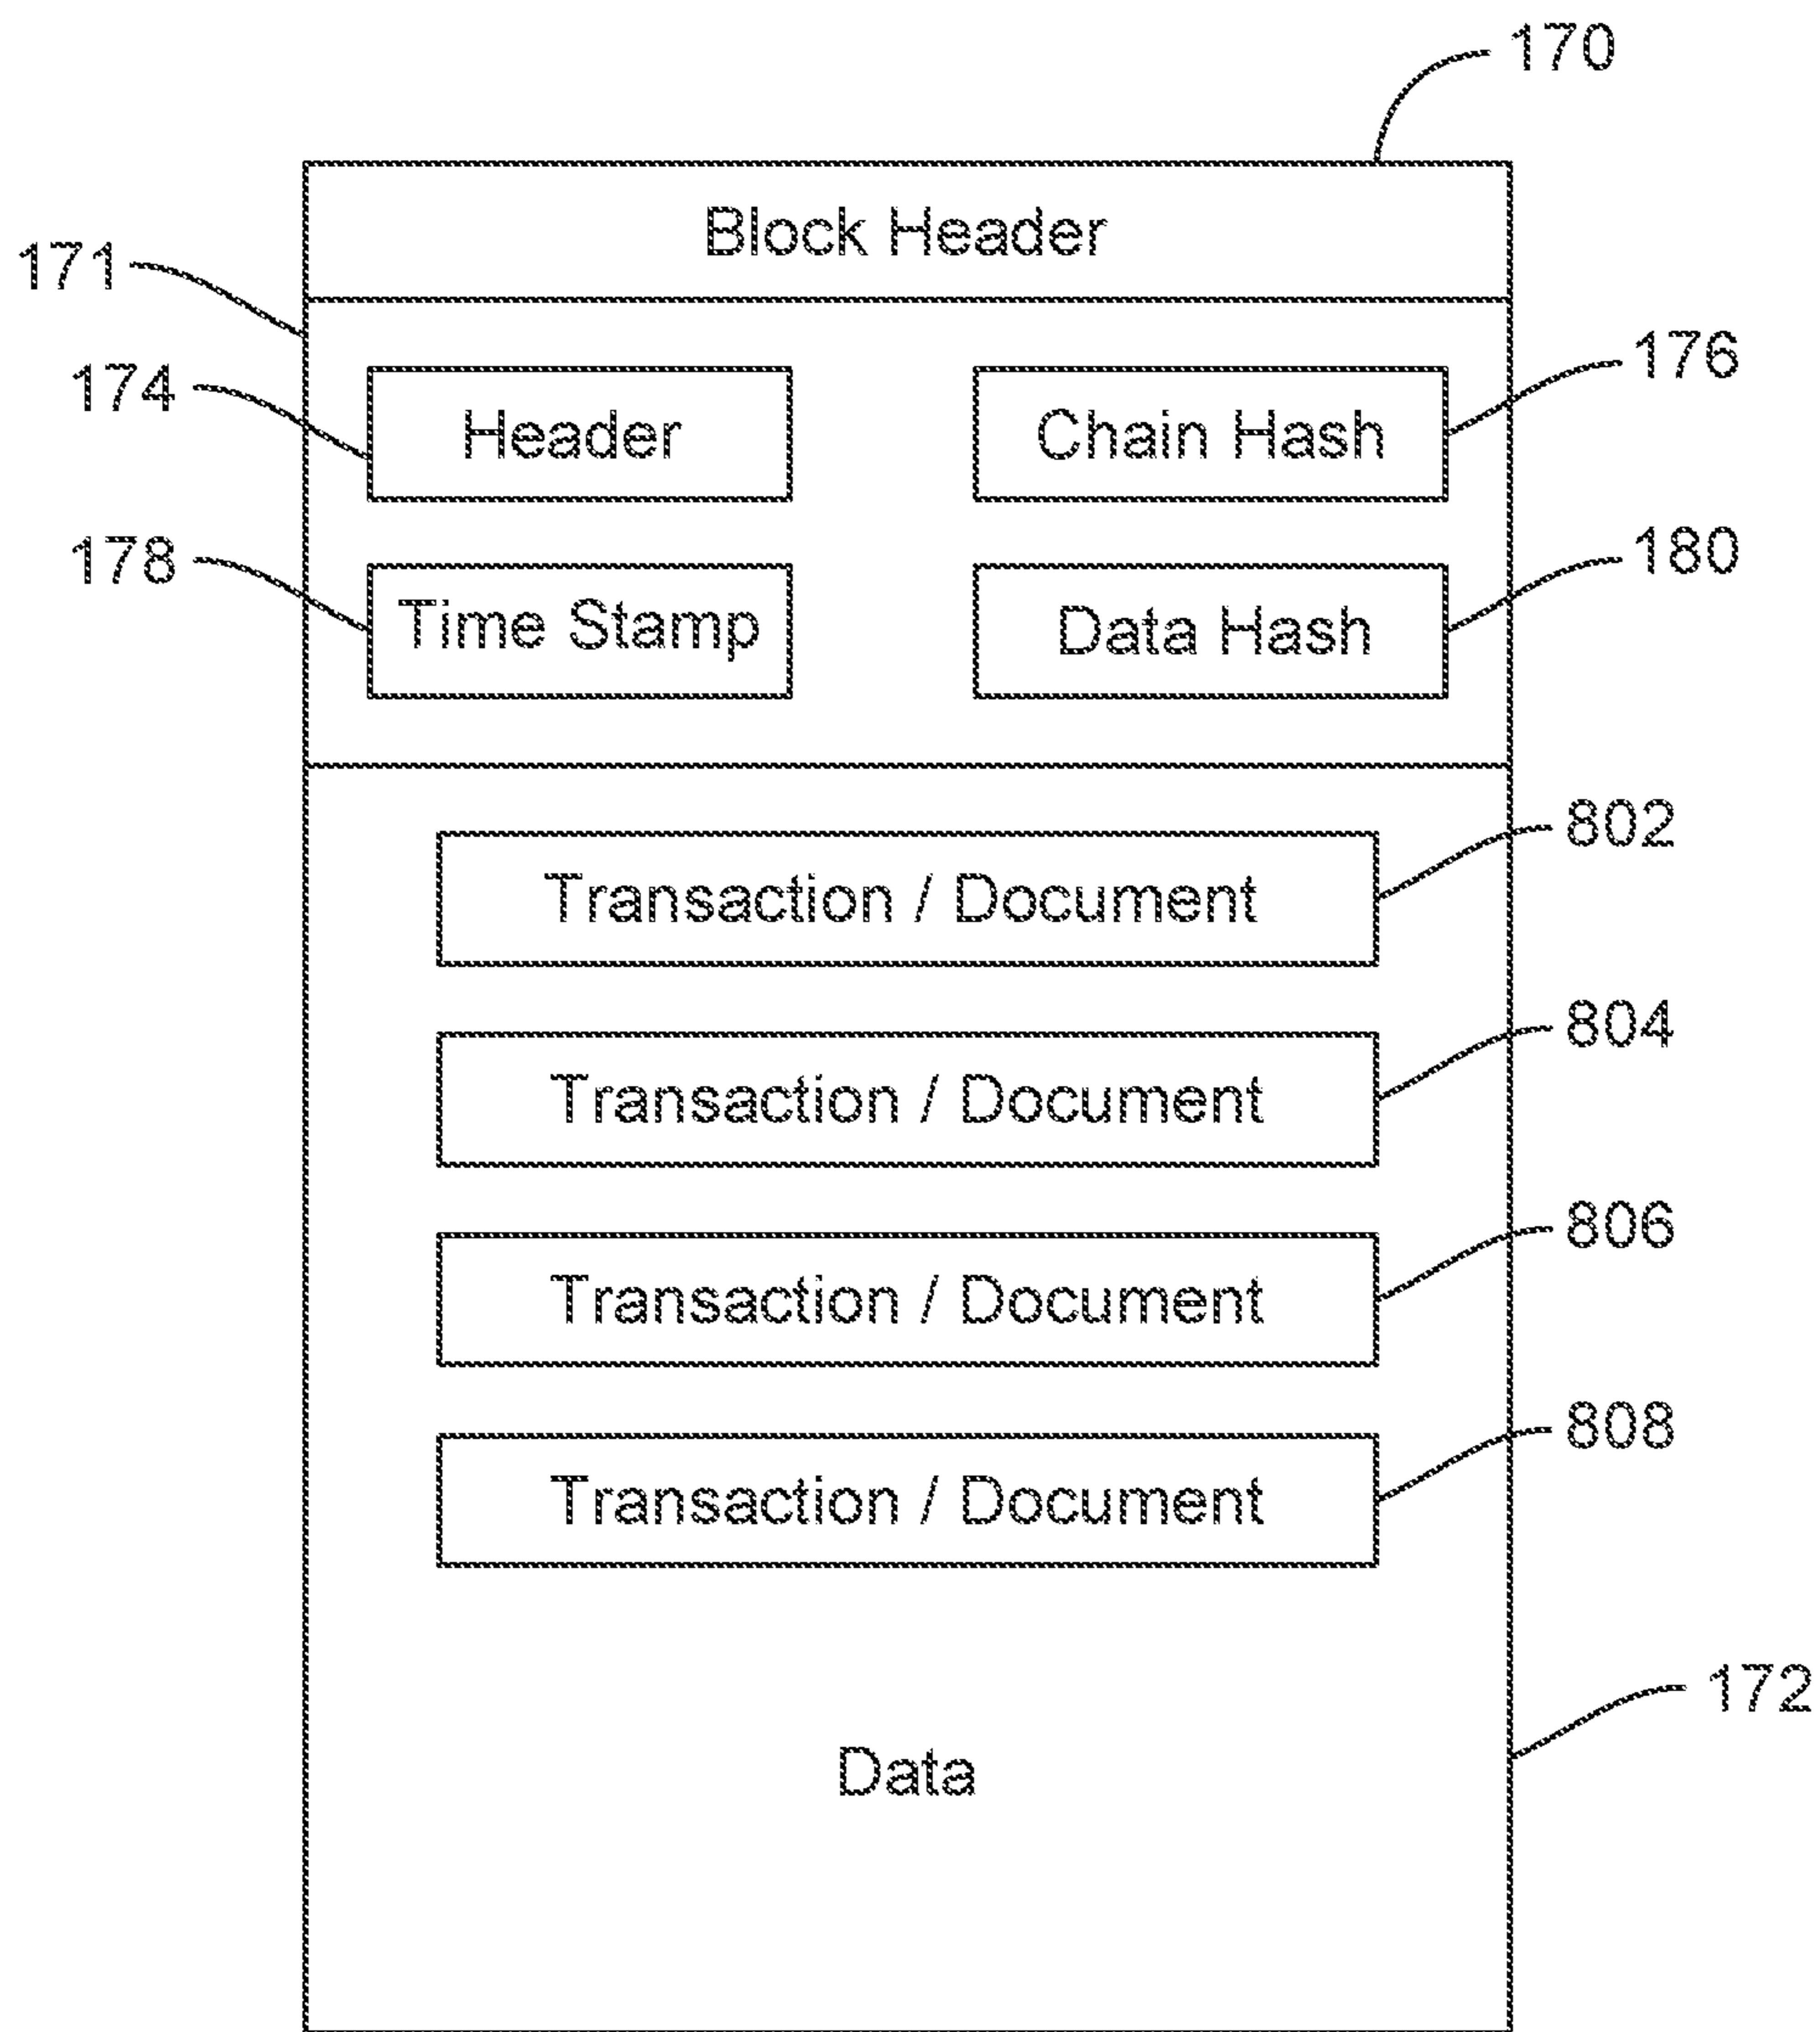 170
Block Header
171
174
Header
Chain Hash
176
178
Time Stamp
Data Hash
180
Transaction / Document
802
Transaction / Document
804
Transaction / Document
806
Transaction / Document
808
172
Data